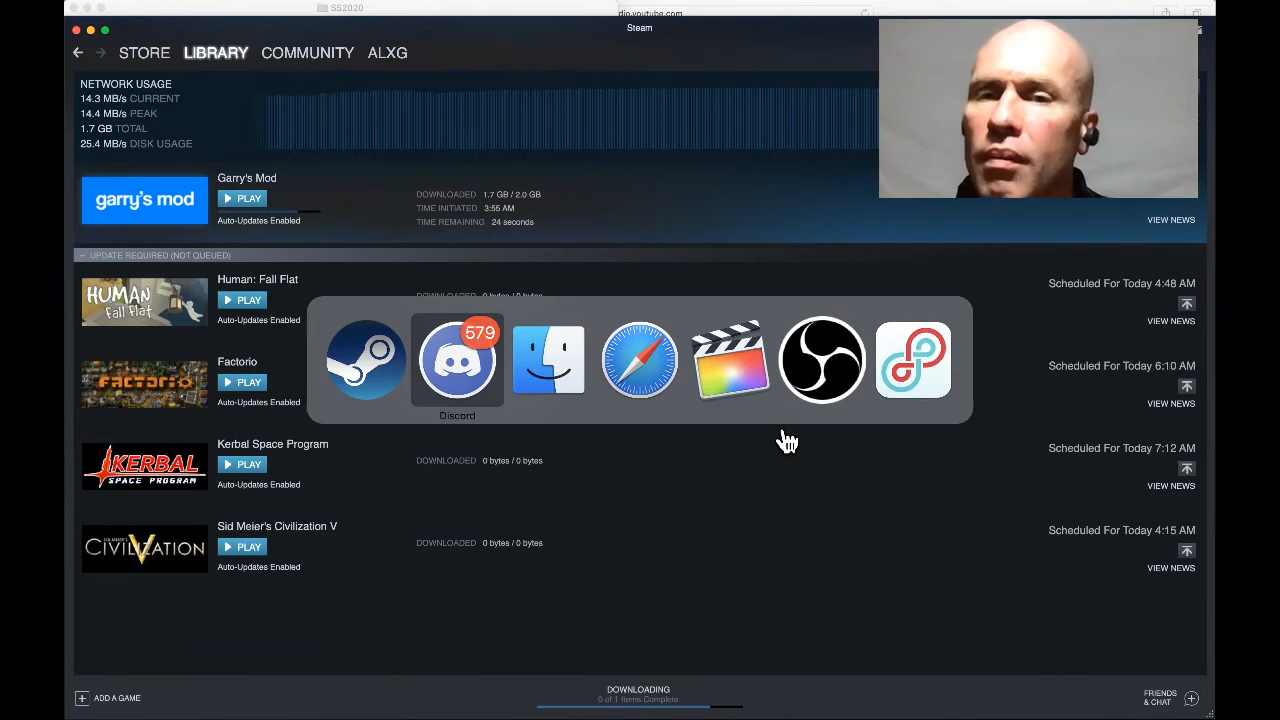 SS2020
dio.youtube.com
Steam
STORE LIBRARY COMMUNITY ALXG
NETWORK USAGE
14.3 MB/s CURRENT
14.4 MB/s PEAK
1.7 GB TOTAL
25.4 MB/s DISK USAGE
garry's mod
Garry's Mod
PLAY
Auto-Updates Enabled
DOWNLOADED 1.7 GB / 2.0 GB
TIME INITIATED 3:55 AM
TIME REMAINING 24 seconds
VIEW NEWS
UPDATE REQUIRED (NOT QUEUED)
HUMAN
fall flat
Human: Fall Flat
PLAY
Auto-Updates Enabled
Scheduled For Today 4:48 AM
VIEW NEWS
579
Discord
FACTORIO
Factorio
PLAY
Auto-Updates Enabled
Scheduled For Today 6:10 AM
VIEW NEWS
KERBAL
SPACE PROGRAM
Kerbal Space Program
PLAY
Auto-Updates Enabled
DOWNLOADED 0 bytes / 0 bytes
Scheduled For Today 7:12 AM
VIEW NEWS
SID MEIER'S
CIVILIZATION V
Sid Meier's Civilization V
PLAY
Auto-Updates Enabled
DOWNLOADED 0 bytes / 0 bytes
Scheduled For Today 4:15 AM
VIEW NEWS
ADD A GAME
DOWNLOADING
0 of 1 Items Complete
FRIENDS
& CHAT